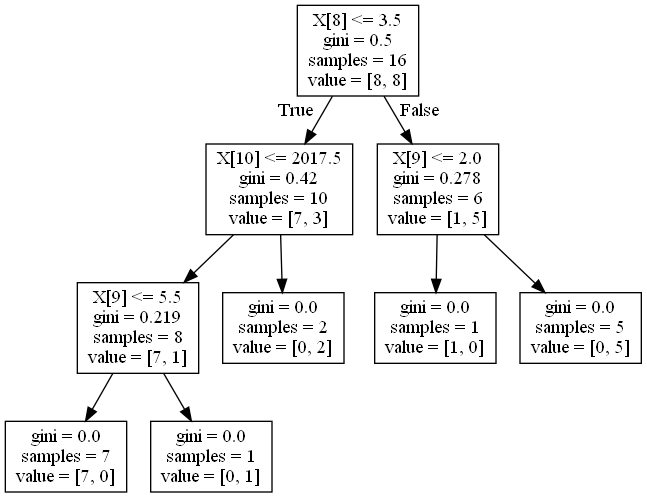 X[8] <= 3.5
gini = 0.5
samples = 16
value = [8, 8]
True
False
X[10] <= 2017.5
gini = 0.42
samples = 10
value = [7, 3]
X[9] <= 2.0
gini = 0.278
samples = 6
value = [1, 5]
X[9] <= 5.5
gini = 0.219
samples = 8
value = [7, 1]
gini = 0.0
samples = 2
value = [0, 2]
gini = 0.0
samples = 1
value = [1, 0]
gini = 0.0
samples = 5
value = [0, 5]
gini = 0.0
samples = 7
value = [7, 0]
gini = 0.0
samples = 1
value = [0, 1]